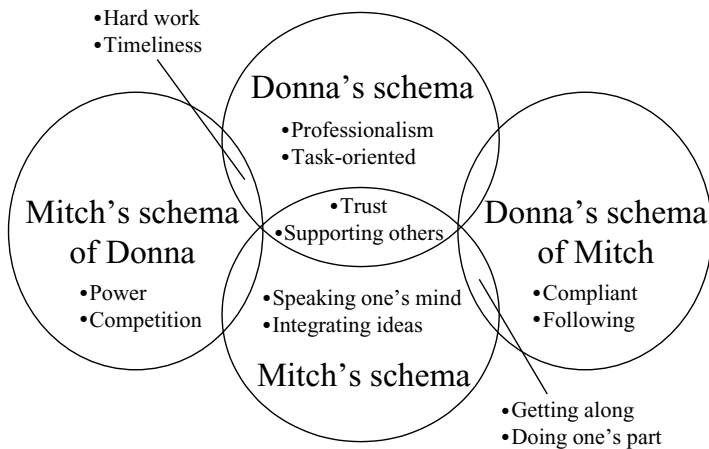 •Hard work
•Timeliness
Donna’s schema
•Professionalism
•Task-oriented
Mitch’s schema
of Donna
•Power
•Competition
•Trust
•Supporting others
Donna’s schema
of Mitch
•Compliant
•Following
•Speaking one’s mind
•Integrating ideas
Mitch’s schema
•Getting along
•Doing one’s part